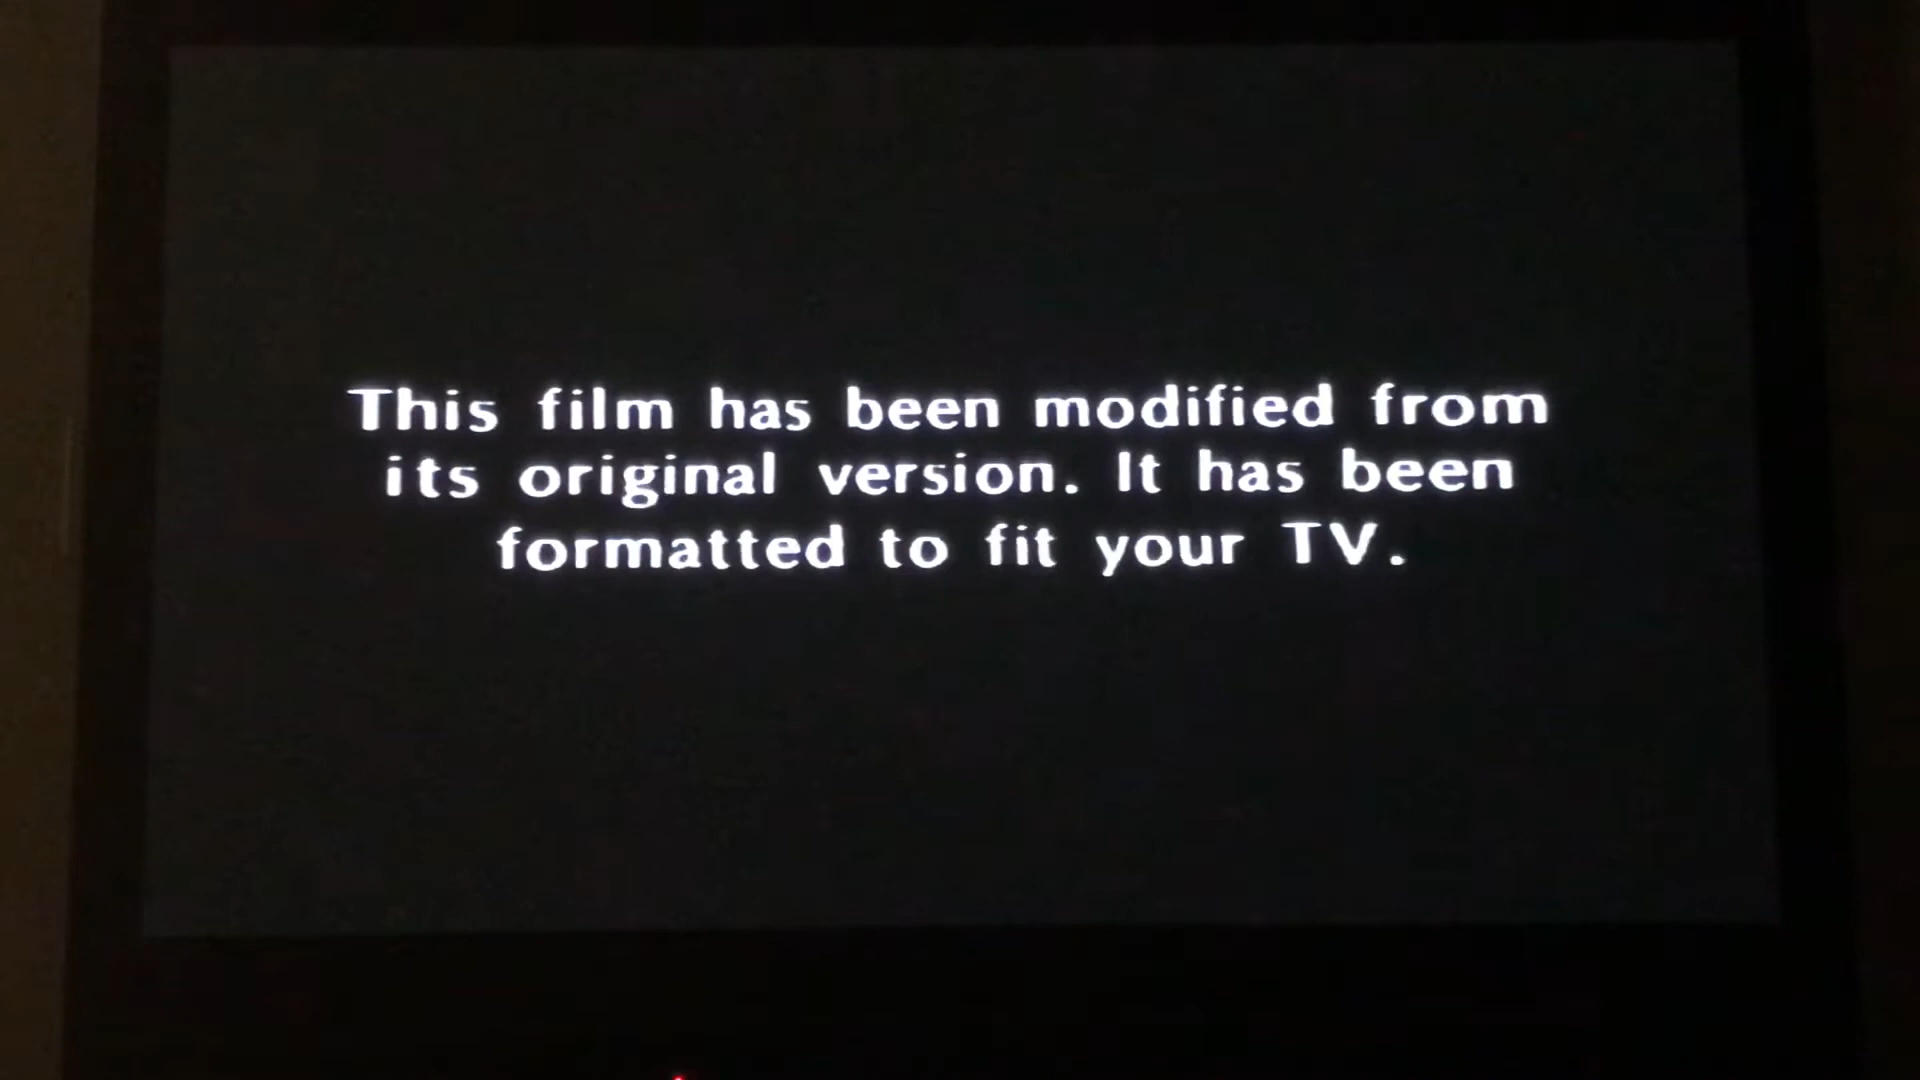 This film has been modified from
its original version. It has been
formatted to fit your TV.